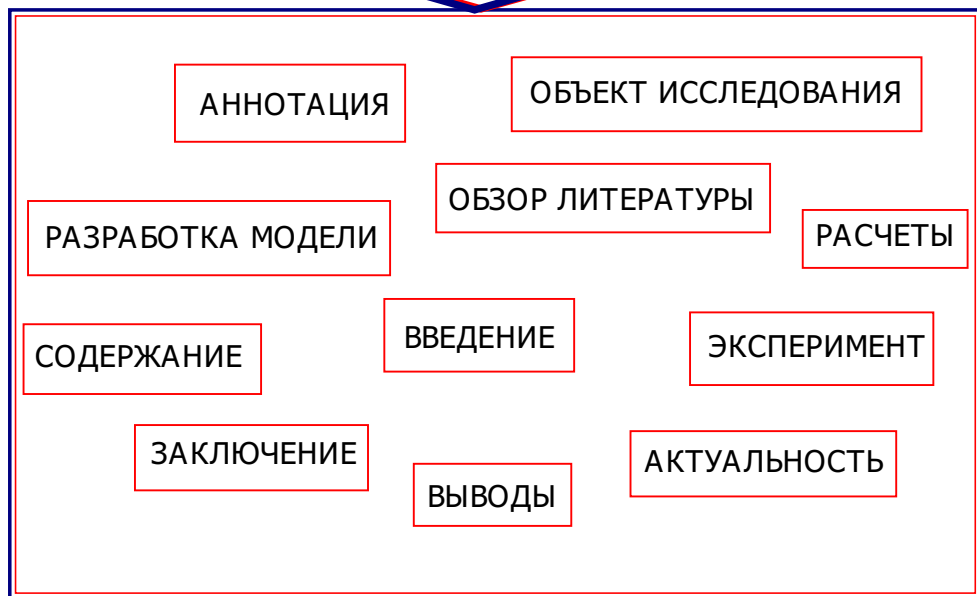 АННОТАЦИЯ
ОБЪЕКТ ИССЛЕДОВАНИЯ
ОБЗОР ЛИТЕРАТУРЫ
РАЗРАБОТКА МОДЕЛИ
РАСЧЕТЫ
СОДЕРЖАНИЕ
ВВЕДЕНИЕ
ЭКСПЕРИМЕНТ
ЗАКЛЮЧЕНИЕ
ВЫВОДЫ
АКТУАЛЬНОСТЬ